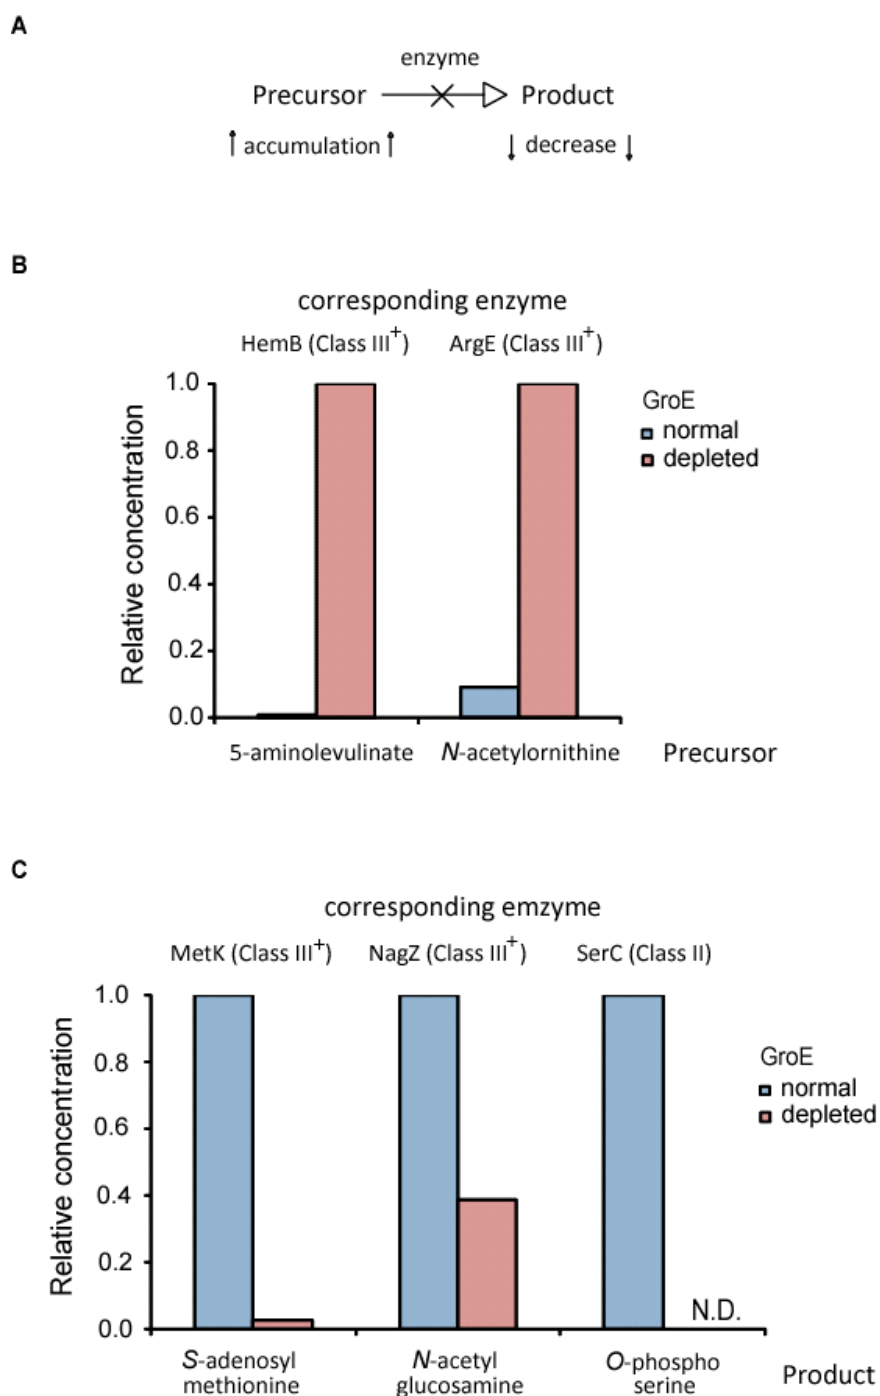 A
enzyme
Precursor Product
accumulation decrease
B
corresponding enzyme
HemB (Class III+) ArgE (Class III+)
1.0
0.8
0.6
0.4
0.2
0.0
Relative concentration
GroE
normal
depleted
5-aminolevulinate N-acetylornithine Precursor
C
corresponding emzyme
MetK (Class III+) NagZ (Class III+) SerC (Class II)
1.0
0.8
0.6
0.4
0.2
0.0
Relative concentration
GroE
normal
depleted
N.D.
S-adenosyl N-acetyl O-phospho
methionine glucosamine serine Product